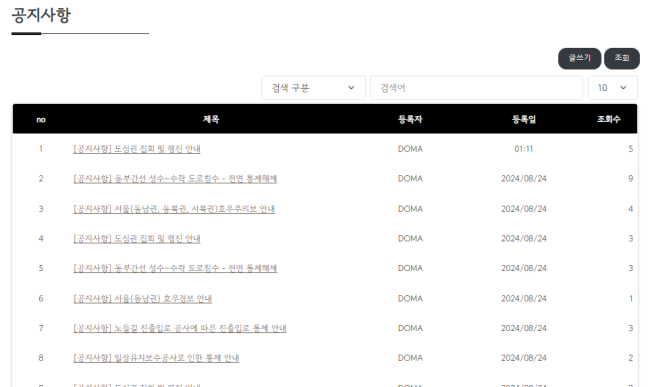 공지사항
글쓰기 조회
검색 구분 검색어 10
no 제목 등록자 등록일 조회수
1 [공지사항] 도심권 집회 및 행진 안내 DOMA 01:11 5
2 [공지사항] 동부간선 성수~수락 도로침수 - 전면 통제해제 DOMA 2024/08/24 9
3 [공지사항] 서울(동남권, 동북권, 서북권)호우주의보 안내 DOMA 2024/08/24 4
4 [공지사항] 도심권 집회 및 행진 안내 DOMA 2024/08/24 3
5 [공지사항] 동부간선 성수~수락 도로침수 - 전면 통제해제 DOMA 2024/08/24 3
6 [공지사항] 서울(동남권) 호우경보 안내 DOMA 2024/08/24 1
7 [공지사항] 노들길 진출입로 공사에 따른 진출입로 통제 안내 DOMA 2024/08/24 3
8 [공지사항] 일상유지보수공사로 인한 통제 안내 DOMA 2024/08/24 2